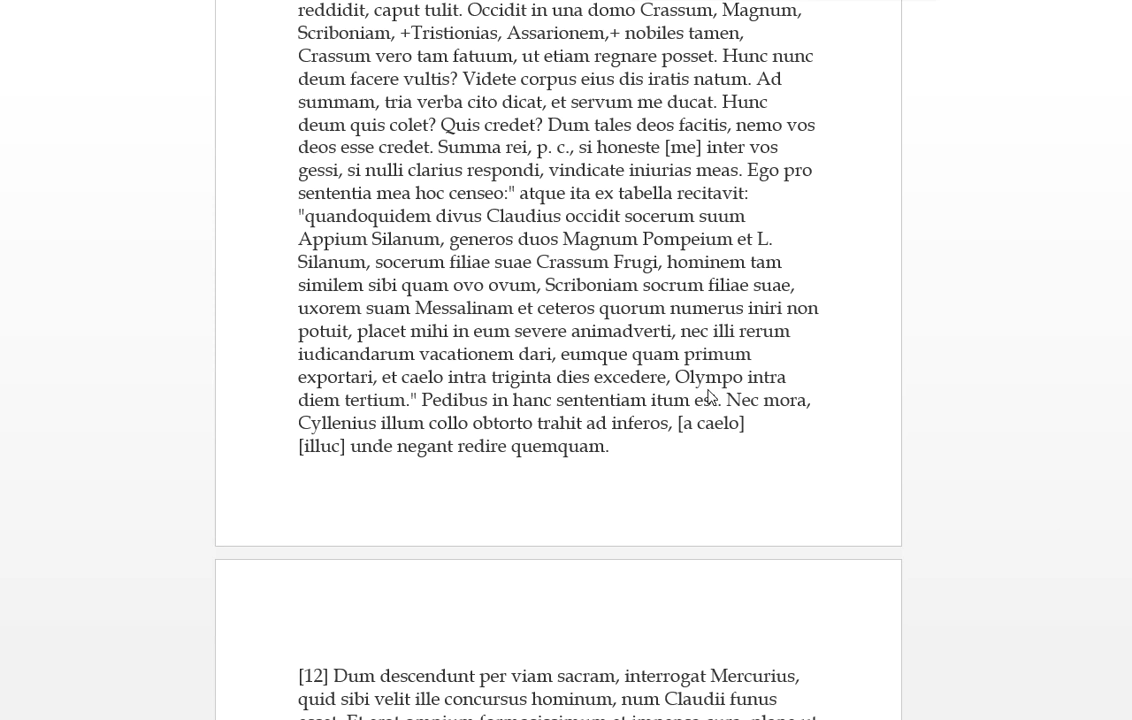 reddidit, caput tulit. Occidit in una domo Crassum, Magnum,
Scriboniam, +Tristionias, Assarionem,+ nobiles tamen,
Crassum vero tam fatuum, ut etiam regnare posset. Hunc nunc
deum facere vultis? Videte corpus eius dis iratis natum. Ad
summam, tria verba cito dicat, et servum me ducat. Hunc
deum quis colet? Quis credet? Dum tales deos facitis, nemo vos
deos esse credet. Summa rei, p. c., si honeste [me] inter vos
gessi, si nulli clarius respondi, vindicate iniurias meas. Ego pro
sententia mea hoc censeo:" atque ita ex tabella recitavit:
"quandoquidem divus Claudius occidit socerum suum
Appium Silanum, generos duos Magnum Pompeium et L.
Silanum, socerum filiae suae Crassum Frugi, hominem tam
similem sibi quam ovo ovum, Scriboniam socrum filiae suae,
uxorem suam Messalinam et ceteros quorum numerus iniri non
potuit, placet mihi in eum severe animadverti, nec illi rerum
iudicandarum vacationem dari, eumque quam primum
exportari, et caelo intra triginta dies excedere, Olympo intra
diem tertium." Pedibus in hanc sententiam itum est. Nec mora,
Cyllenius illum collo obtorto trahit ad inferos, [a caelo]
[illuc] unde negant redire quemquam.
[12] Dum descendunt per viam sacram, interrogat Mercurius,
quid sibi velit ille concursus hominum, num Claudii funus